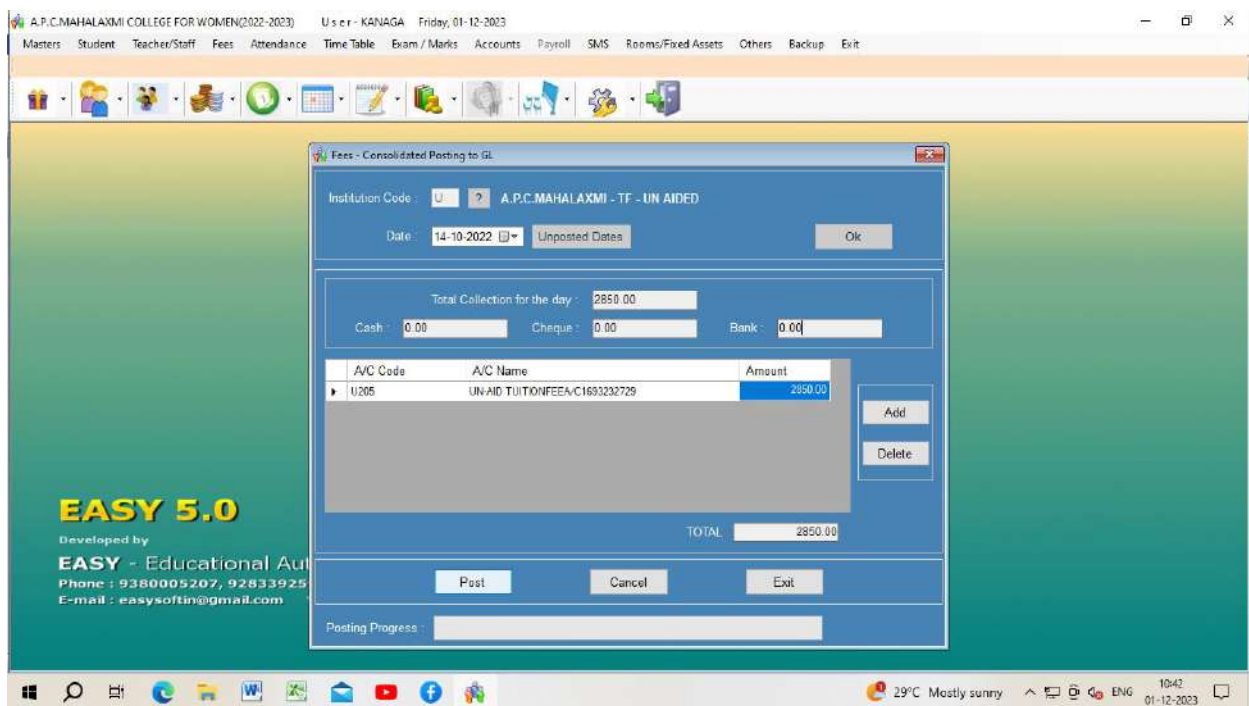 A.P.C.MAHALAXMI COLLEGE FOR WOMEN(2022-2023) User - KANAGA Friday, 01-12-2023
Masters Student Teacher/Staff Fees Attendance Time Table Exam / Marks Accounts Payroll SMS Rooms/Fixed Assets Others Backup Exit
Fees - Consolidated Posting to GL
Institution Code : U ? A.P.C.MAHALAXMI - TF - UN AIDED
Date : 14-10-2022 Unposted Dates Ok
Total Collection for the day : 2850.00
Cash : 0.00 Cheque : 0.00 Bank : 0.00
A/C Code A/C Name Amount
U205 UN-AID TUITIONFEEA/C1693232729 2850.00
Add
Delete
TOTAL 2850.00
Post Cancel Exit
Posting Progress :
EASY 5.0
Developed by
EASY - Educational Aut
Phone : 9380005207, 92833925
E-mail : easysoftin@gmail.com
29°C Mostly sunny ENG 10:42
01-12-2023